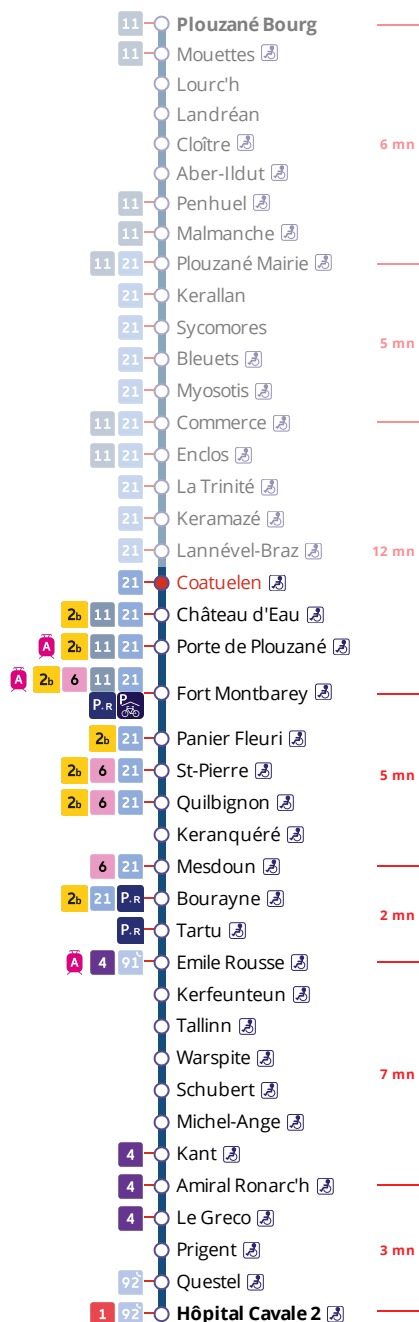 11 Plouzané Bourg
11 Mouettes
Lourc'h
Landréan
Cloître 6 mn
Aber-Ildut
11 Penhuel
11 Malmanche
11 21 Plouzané Mairie
21 Kerallan
21 Sycomores
5 mn
21 Bleuets
21 Myosotis
11 21 Commerce
11 21 Enclos
21 La Trinité
21 Keramazé
21 Lannével-Braz 12 mn
21 Coatuelen
2b 11 21 Château d'Eau
A 2b 11 21 Porte de Plouzané
A 2b 6 11 21
Fort Montbarey
P+R P
2b 21 Panier Fleuri
2b 6 21 St-Pierre 5 mn
2b 6 21 Quilbignon
Keranquéré
6 21 Mesdoun
2b 21 P+R Bourayne
2 mn
P+R Tartu
A 4 91 Emile Rousse
Kerfeunteun
Tallinn
Warspite
7 mn
Schubert
Michel-Ange
4 Kant
4 Amiral Ronarc'h
4 Le Greco
Prigent 3 mn
92 Questel
1 92 Hôpital Cavale 2